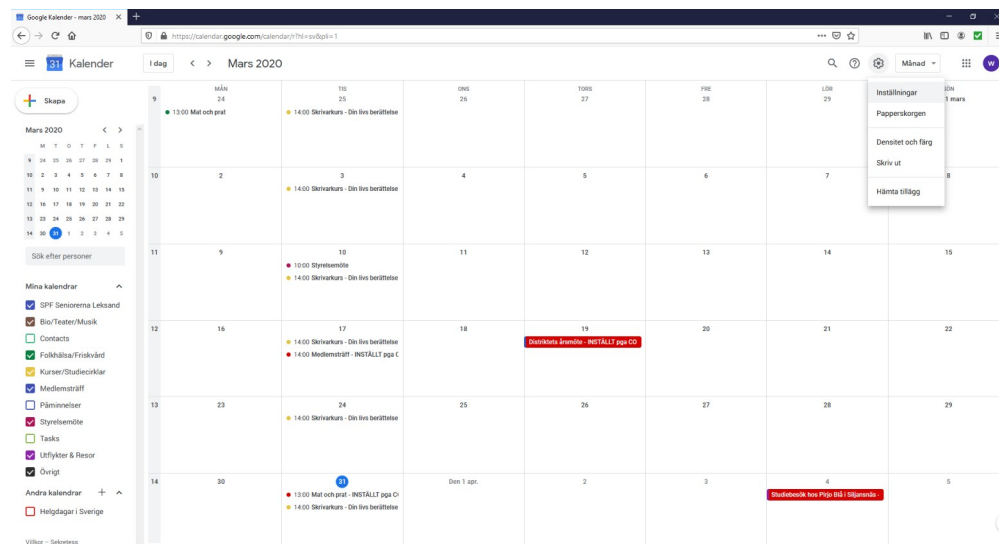 Google Kalender - mars 2020
https://calendar.google.com/calendar/r?hl=sv&pli=1
31 Kalender
I dag
Mars 2020
Månad
W
Skapa
Inställningar
Papperskorgen
Densitet och färg
Skriv ut
Hämta tillägg
Mars 2020
M T O T F L S
9 24 25 26 27 28 29 1
10 2 3 4 5 6 7 8
11 9 10 11 12 13 14 15
12 16 17 18 19 20 21 22
13 23 24 25 26 27 28 29
14 30 31 1 2 3 4 5
Sök efter personer
Mina kalendrar
SPF Seniorerna Leksand
Bio/Teater/Musik
Contacts
Folkhälsa/Friskvård
Kurser/Studiecirklar
Medlemsträff
Påminnelser
Styrelsemöte
Tasks
Utflykter & Resor
Övrigt
Andra kalendrar
Helgdagar i Sverige
Villkor – Sekretess
MÅN TIS ONS TORS FRE LÖR SÖN
9 24 25 26 27 28 29 1 mars
13:00 Mat och prat
14:00 Skrivarkurs - Din livs berättelse
10 2 3 4 5 6 7 8
14:00 Skrivarkurs - Din livs berättelse
11 9 10 11 12 13 14 15
10:00 Styrelsemöte
14:00 Skrivarkurs - Din livs berättelse
12 16 17 18 19 20 21 22
14:00 Skrivarkurs - Din livs berättelse
14:00 Medlemsträff - INSTÄLLT pga C
Distriktets årsmöte - INSTÄLLT pga CO
13 23 24 25 26 27 28 29
14:00 Skrivarkurs - Din livs berättelse
14 30 31 Den 1 apr. 2 3 4 5
13:00 Mat och prat - INSTÄLLT pga C
14:00 Skrivarkurs - Din livs berättelse
Studiebesök hos Pirjo Blå i Siljansnäs -